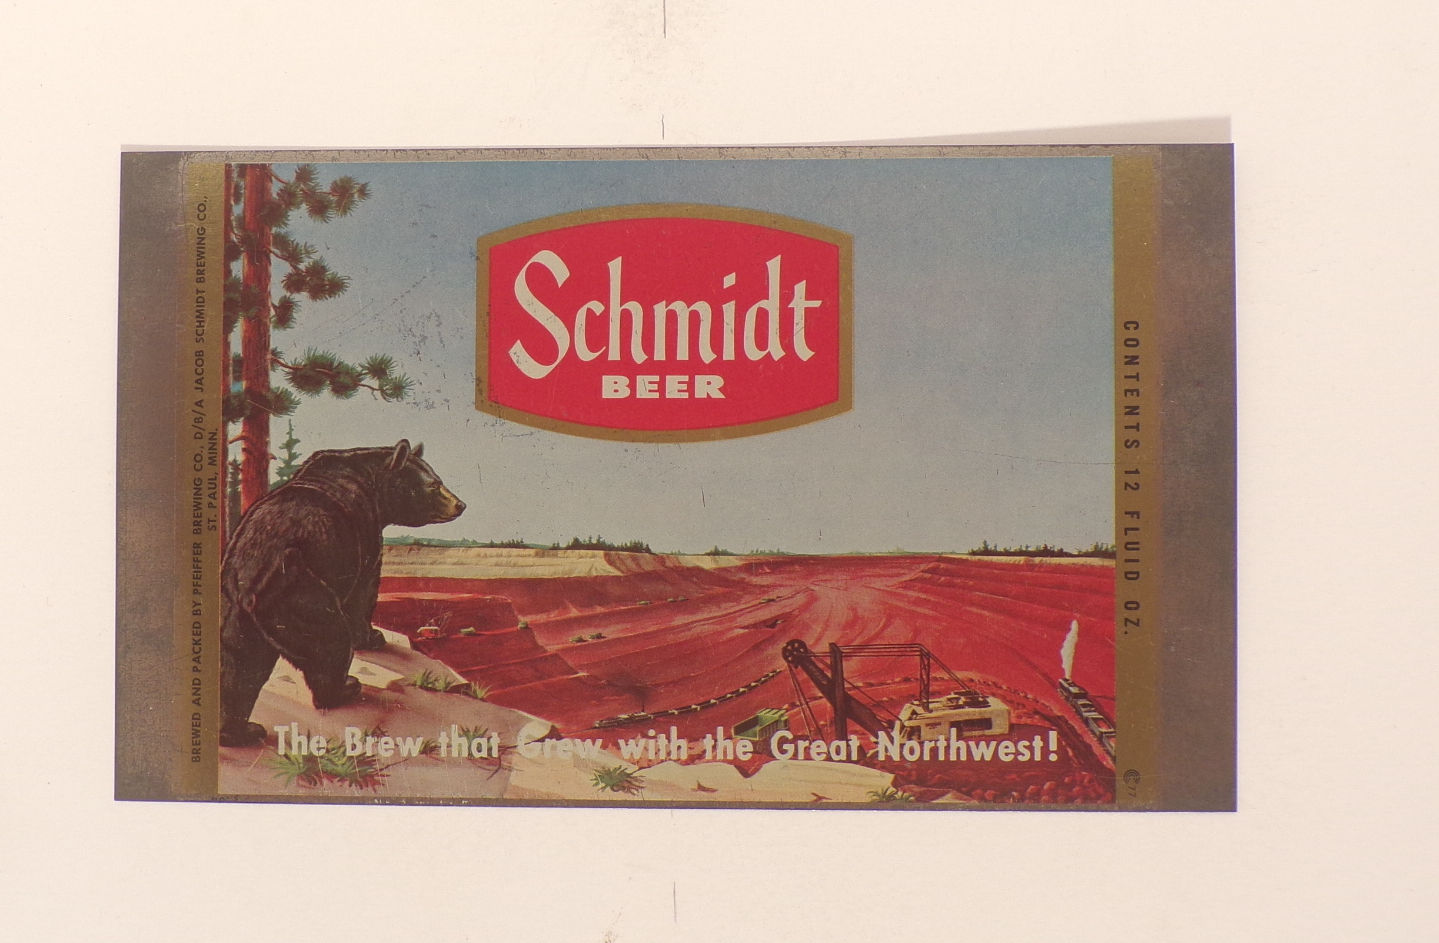 BREWED AND PACKED BY PFEIFFER BREWING CO., D/B/A JACOB SCHMIDT BREWING CO.,
ST. PAUL, MINN.
Schmidt
BEER
The Brew that Grew with the Great Northwest!
CONTENTS 12 FLUID OZ.
77